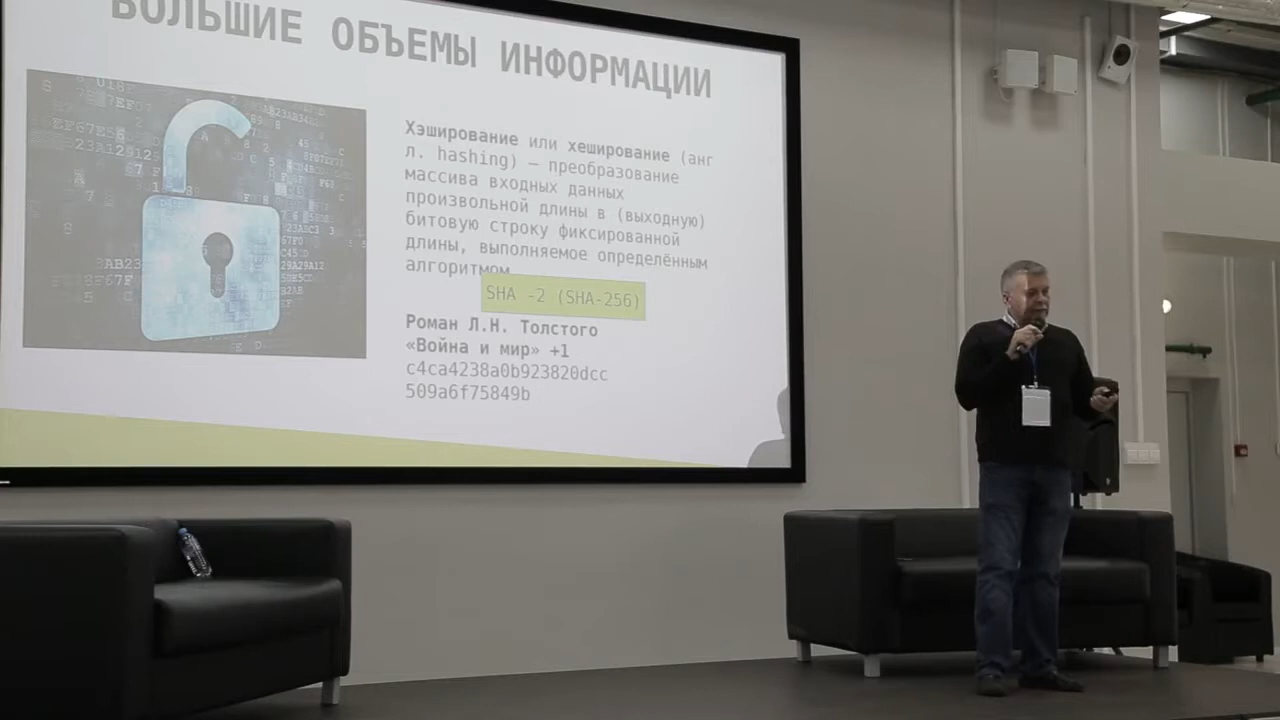 БОЛЬШИЕ ОБЪЕМЫ ИНФОРМАЦИИ
Хэширование или хеширование (анг
л. hashing) — преобразование
массива входных данных
произвольной длины в (выходную)
битовую строку фиксированной
длины, выполняемое определённым
алгоритмом
SHA -2 (SHA-256)
Роман Л.Н. Толстого
«Война и мир» +1
c4ca4238a0b923820dcc
509a6f75849b